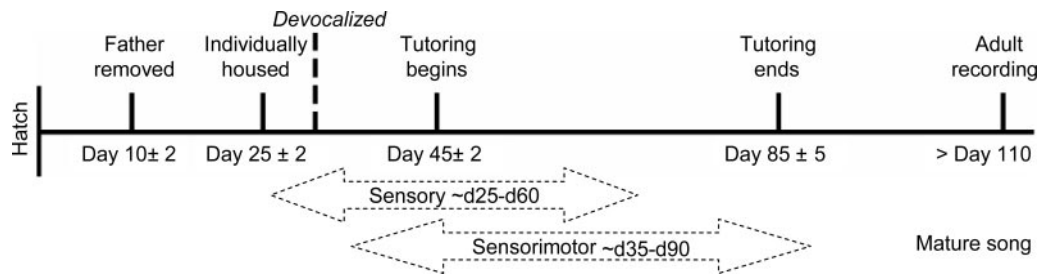 Devocalized
Father removed
Individually housed
Tutoring begins
Tutoring ends
Adult recording
Hatch
Day 10± 2
Day 25 ± 2
Day 45± 2
Day 85 ± 5
> Day 110
Sensory ~d25-d60
Sensorimotor ~d35-d90
Mature song